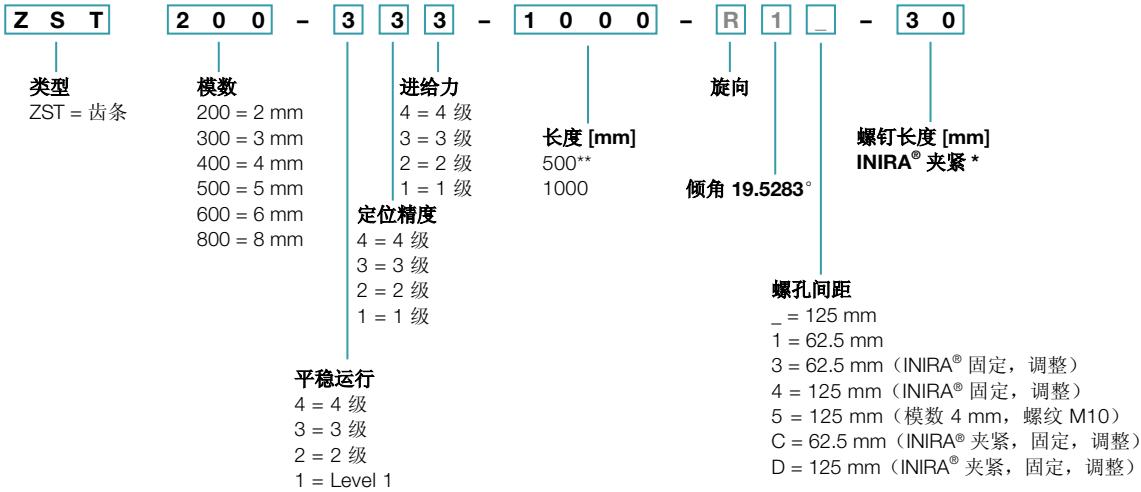 Z S T 2 0 0 – 3 3 3 – 1 0 0 0 – R 1 _ – 3 0
类型
ZST = 齿条
模数
200 = 2 mm
300 = 3 mm
400 = 4 mm
500 = 5 mm
600 = 6 mm
800 = 8 mm
进给力
4 = 4 级
3 = 3 级
2 = 2 级
1 = 1 级
定位精度
4 = 4 级
3 = 3 级
2 = 2 级
1 = 1 级
平稳运行
4 = 4 级
3 = 3 级
2 = 2 级
1 = Level 1
长度 [mm]
500**
1000
旋向
倾角 19.5283°
螺孔间距
_ = 125 mm
1 = 62.5 mm
3 = 62.5 mm（INIRA® 固定，调整）
4 = 125 mm（INIRA® 固定，调整）
5 = 125 mm（模数 4 mm，螺纹 M10）
C = 62.5 mm（INIRA® 夹紧，固定，调整）
D = 125 mm（INIRA® 夹紧，固定，调整）
螺钉长度 [mm]
INIRA® 夹紧 *